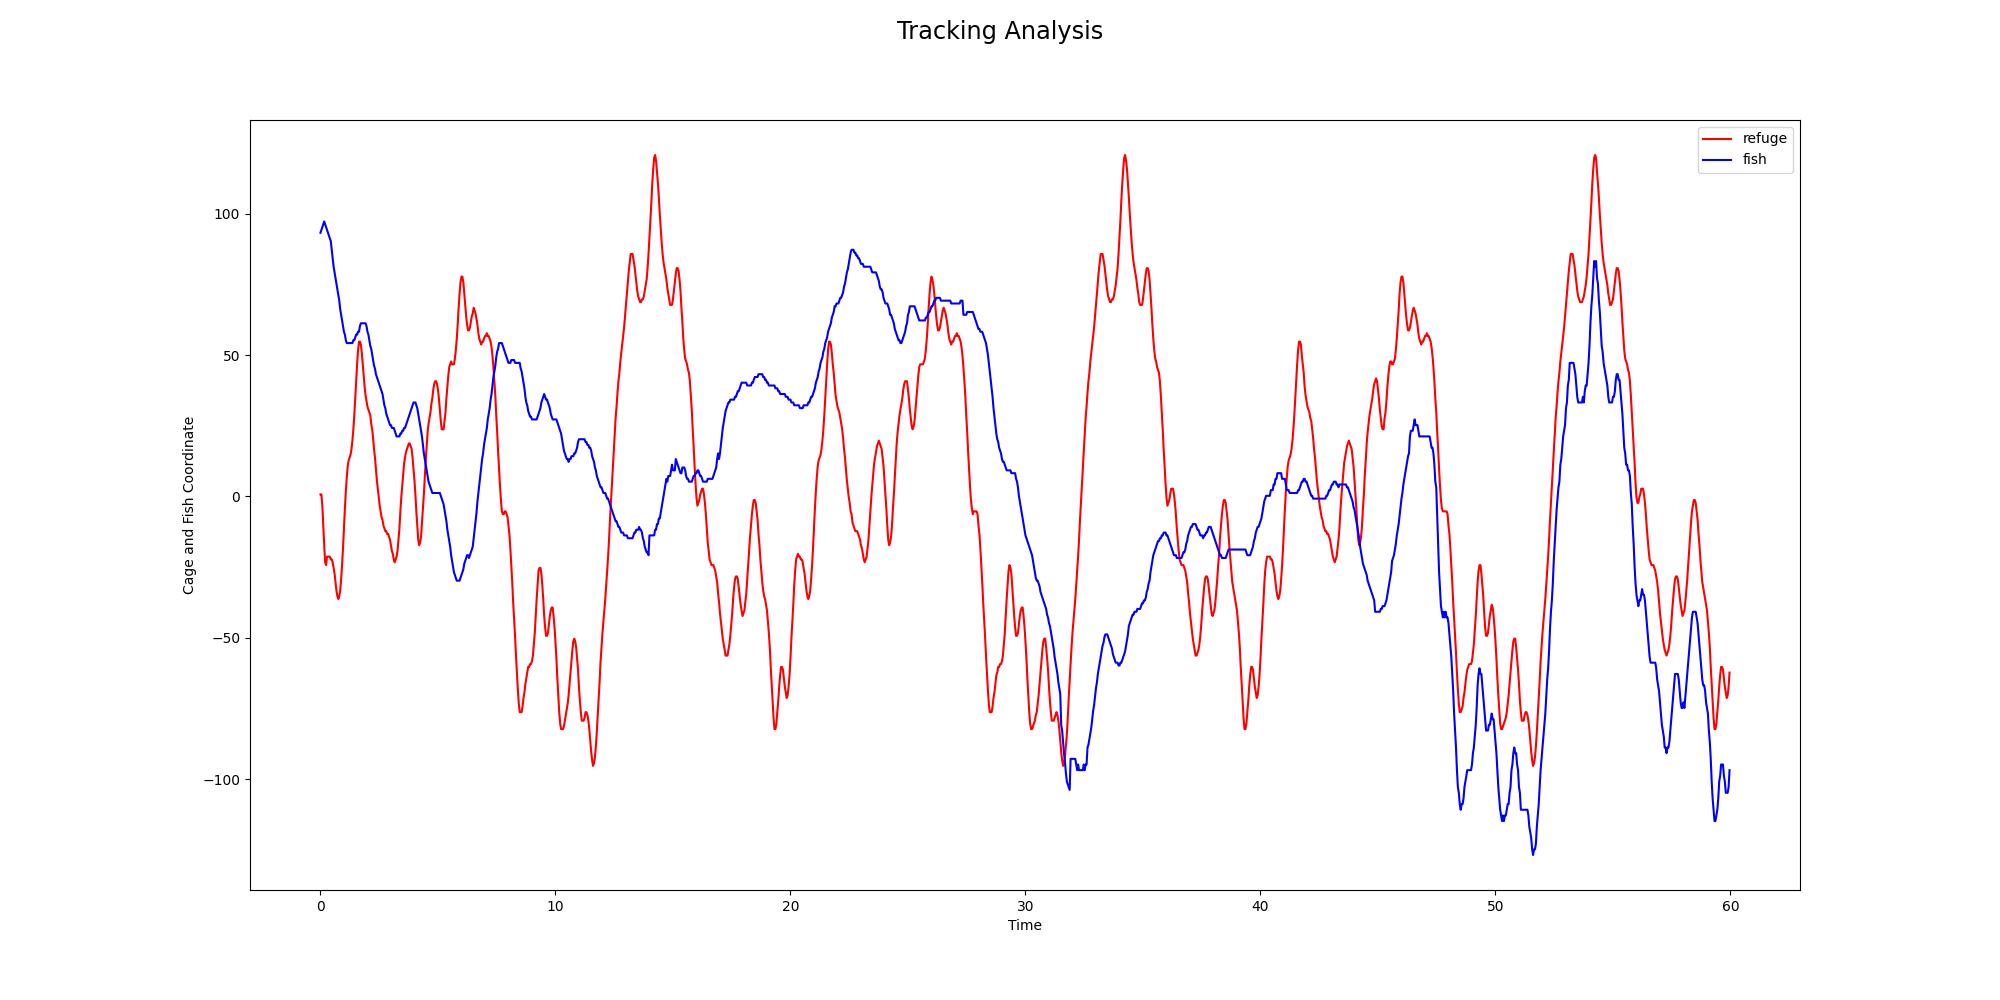 Tracking Analysis
refuge
fish
Cage and Fish Coordinate
100
50
0
−50
−100
0 10 20 30 40 50 60
Time